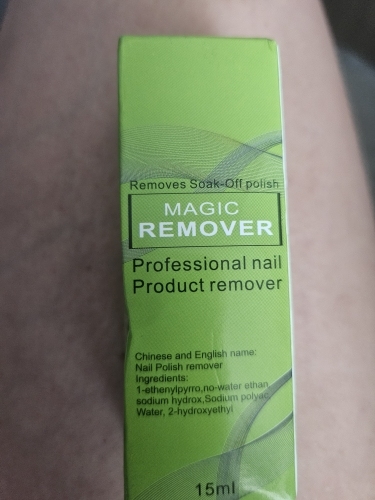 Removes Soak-Off polish
MAGIC
REMOVER
Professional nail
Product remover
Chinese and English name:
Nail Polish remover
Ingredients:
1-ethenylpyrro,no-water ethan
sodium hydrox,Sodium polyac
Water, 2-hydroxyethyl
15ml